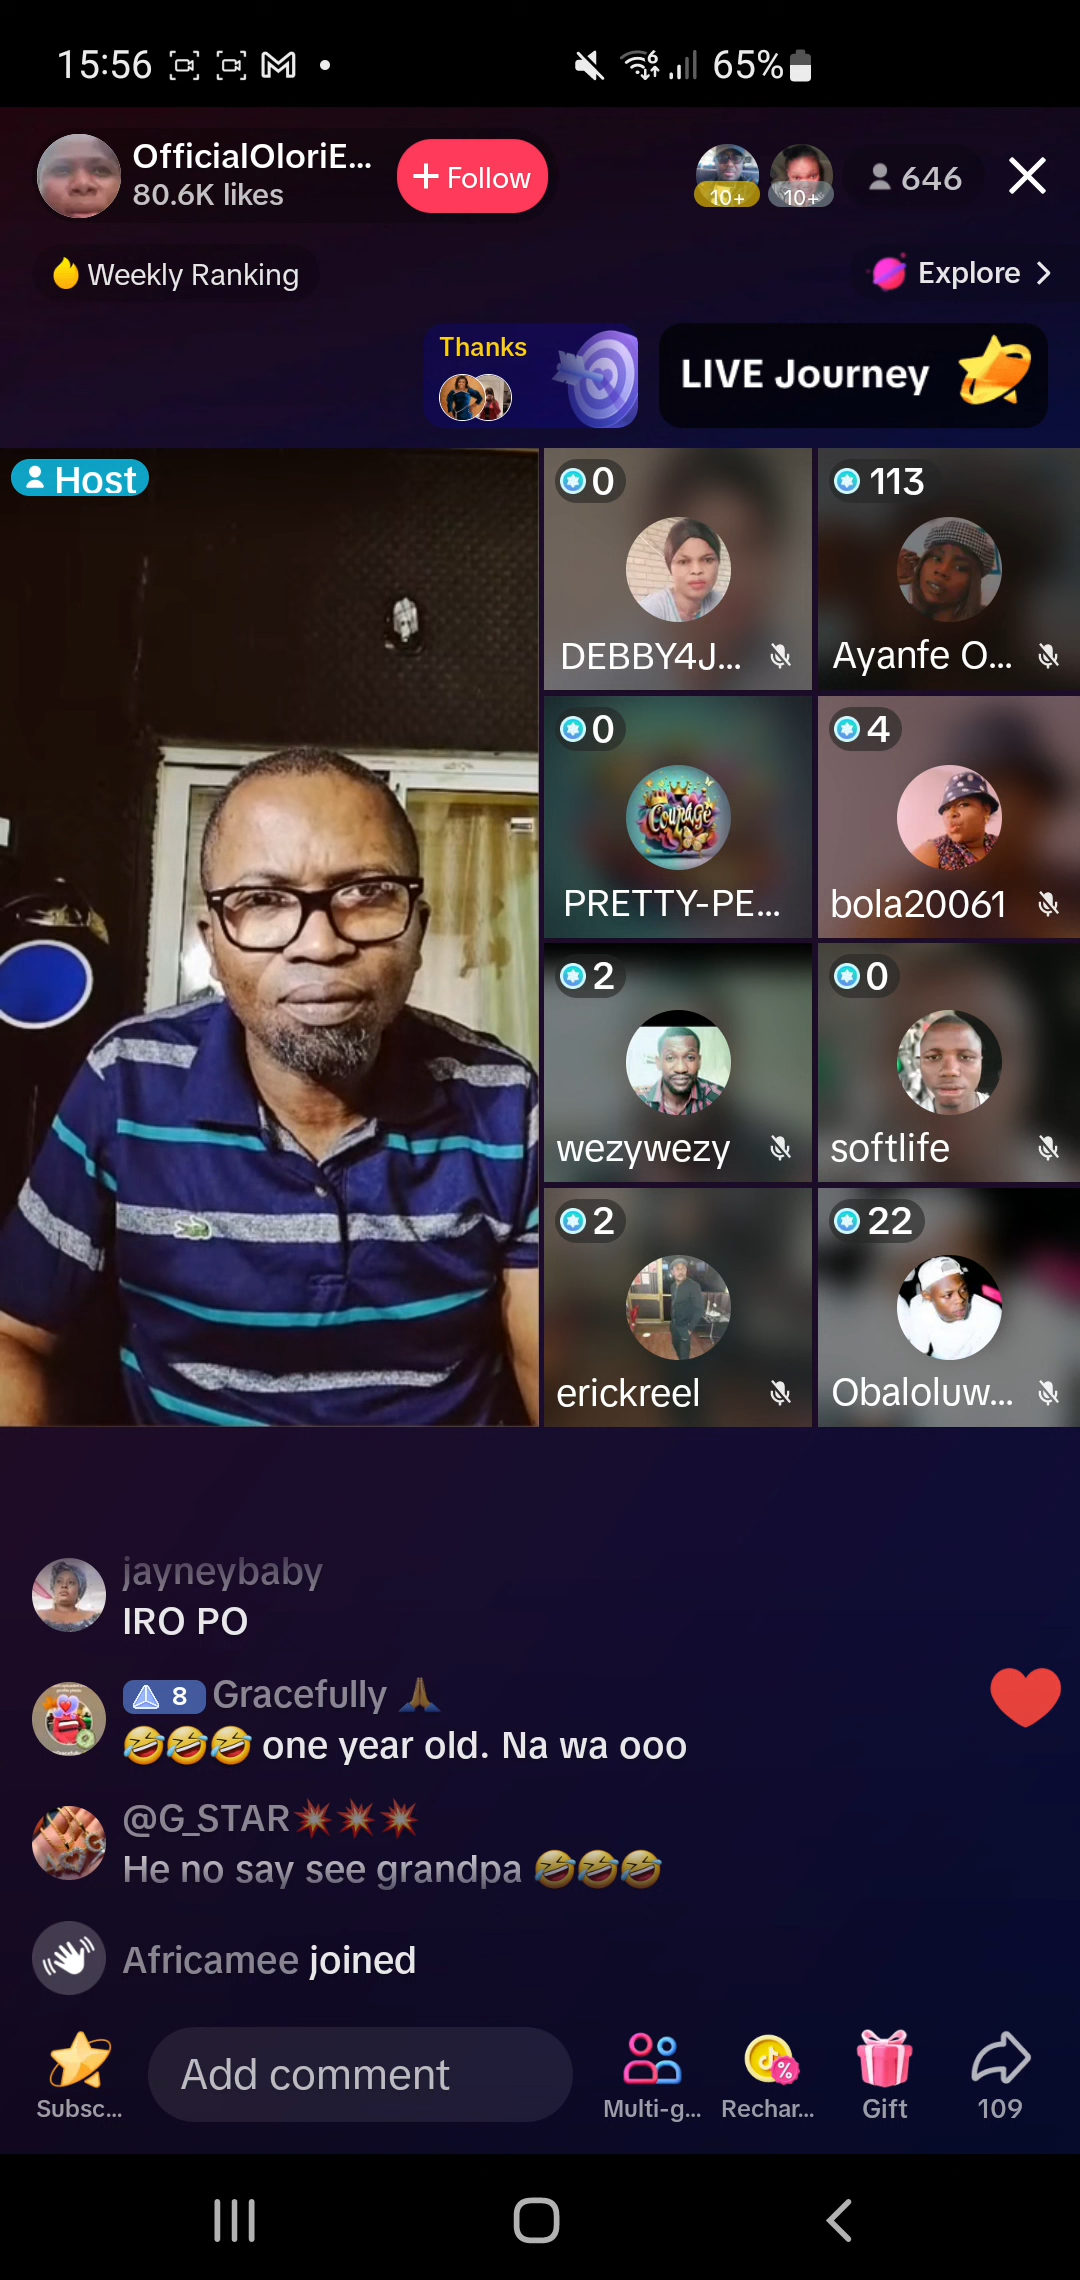 15:56
65%
OfficialOloriE...
80.6K likes
+ Follow
10+
10+
646
Weekly Ranking
Explore
Thanks
LIVE Journey
Host
0
DEBBY4J...
113
Ayanfe O...
0
Courage
PRETTY-PE...
4
bola20061
2
wezywezy
0
softlife
2
erickreel
22
Obaloluw...
jayneybaby
IRO PO
8 Gracefully 🙏🏾
🤣🤣🤣 one year old. Na wa ooo
@G_STAR💥💥💥
He no say see grandpa 🤣🤣🤣
Africamee joined
Add comment
Subsc...
Multi-g...
Rechar...
Gift
109